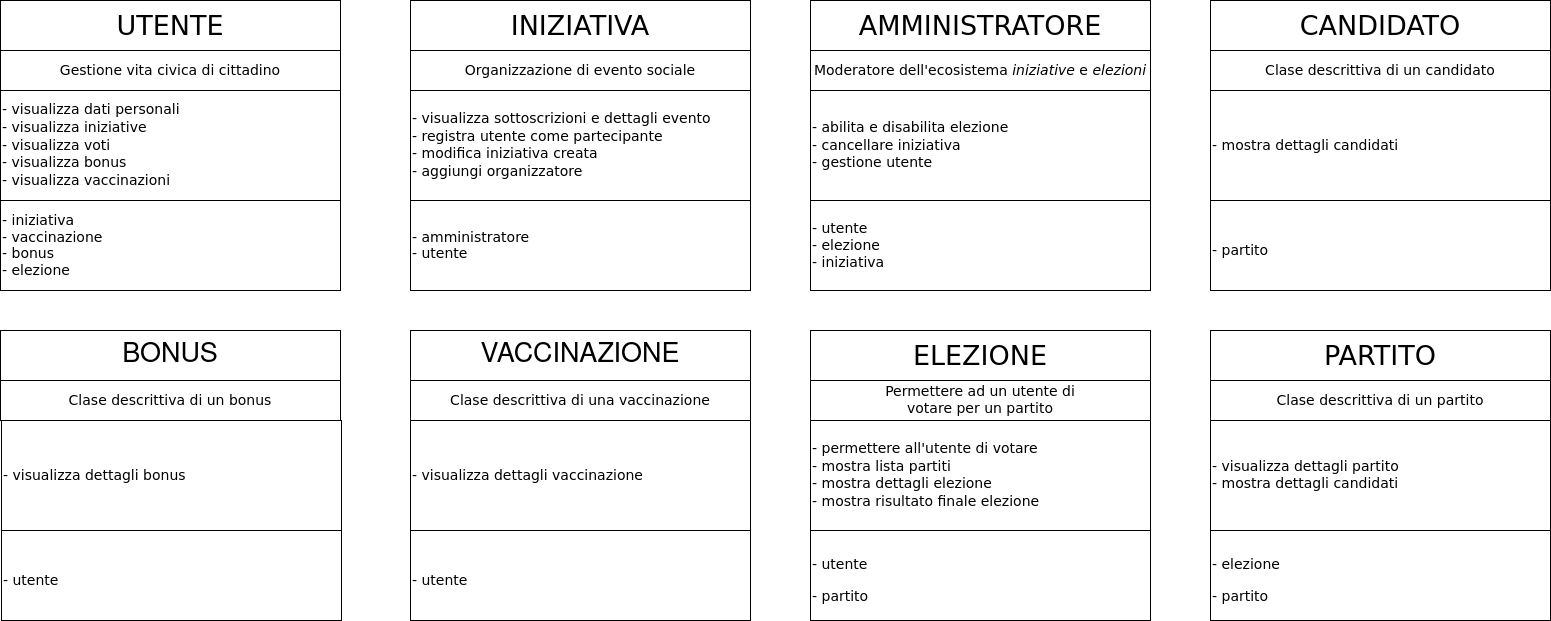 UTENTE
Gestione vita civica di cittadino
- visualizza dati personali
- visualizza iniziative
- visualizza voti
- visualizza bonus
- visualizza vaccinazioni
- iniziativa
- vaccinazione
- bonus
- elezione
INIZIATIVA
Organizzazione di evento sociale
- visualizza sottoscrizioni e dettagli evento
- registra utente come partecipante
- modifica iniziativa creata
- aggiungi organizzatore
- amministratore
- utente
AMMINISTRATORE
Moderatore dell'ecosistema iniziative e elezioni
- abilita e disabilita elezione
- cancellare iniziativa
- gestione utente
- utente
- elezione
- iniziativa
CANDIDATO
Clase descrittiva di un candidato
- mostra dettagli candidati
- partito
BONUS
Clase descrittiva di un bonus
- visualizza dettagli bonus
- utente
VACCINAZIONE
Clase descrittiva di una vaccinazione
- visualizza dettagli vaccinazione
- utente
ELEZIONE
Permettere ad un utente di
votare per un partito
- permettere all'utente di votare
- mostra lista partiti
- mostra dettagli elezione
- mostra risultato finale elezione
- utente
- partito
PARTITO
Clase descrittiva di un partito
- visualizza dettagli partito
- mostra dettagli candidati
- elezione
- partito